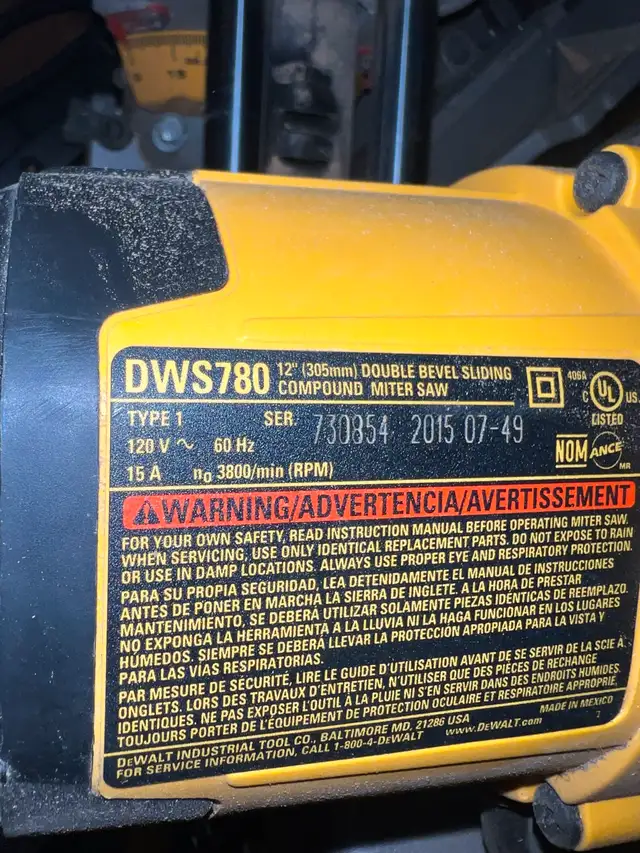 15
DWS780 12" (305mm) DOUBLE BEVEL SLIDING
COMPOUND MITER SAW
406A
C UL US
LISTED
TYPE 1 SER. 730854 2015 07-49
120 V ~ 60 Hz
NOM ANCE
MR
15 A n₀ 3800/min (RPM)
WARNING/ADVERTENCIA/AVERTISSEMENT
FOR YOUR OWN SAFETY, READ INSTRUCTION MANUAL BEFORE OPERATING MITER SAW.
WHEN SERVICING, USE ONLY IDENTICAL REPLACEMENT PARTS. DO NOT EXPOSE TO RAIN
OR USE IN DAMP LOCATIONS. ALWAYS USE PROPER EYE AND RESPIRATORY PROTECTION.
PARA SU PROPIA SEGURIDAD, LEA DETENIDAMENTE EL MANUAL DE INSTRUCCIONES
ANTES DE PONER EN MARCHA LA SIERRA DE INGLETE. A LA HORA DE PRESTAR
MANTENIMIENTO, SE DEBERÁ UTILIZAR SOLAMENTE PIEZAS IDÉNTICAS DE REEMPLAZO.
NO EXPONGA LA HERRAMIENTA A LA LLUVIA NI LA HAGA FUNCIONAR EN LOS LUGARES
HÚMEDOS. SIEMPRE SE DEBERÁ LLEVAR LA PROTECCIÓN APROPIADA PARA LA VISTA Y
PARA LAS VÍAS RESPIRATORIAS.
PAR MESURE DE SÉCURITÉ, LIRE LE GUIDE D'UTILISATION AVANT DE SE SERVIR DE LA SCIE À
ONGLETS. LORS DES TRAVAUX D'ENTRETIEN, N'UTILISER QUE DES PIÈCES DE RECHANGE
IDENTIQUES. NE PAS EXPOSER L'OUTIL À LA PLUIE NI S'EN SERVIR DANS DES ENDROITS HUMIDES.
TOUJOURS PORTER DE L'ÉQUIPEMENT DE PROTECTION OCULAIRE ET RESPIRATOIRE APPROPRIÉ.
DEWALT INDUSTRIAL TOOL CO., BALTIMORE MD, 21286 USA MADE IN MEXICO
FOR SERVICE INFORMATION, CALL 1-800-4-DEWALT www.DEWALT.com